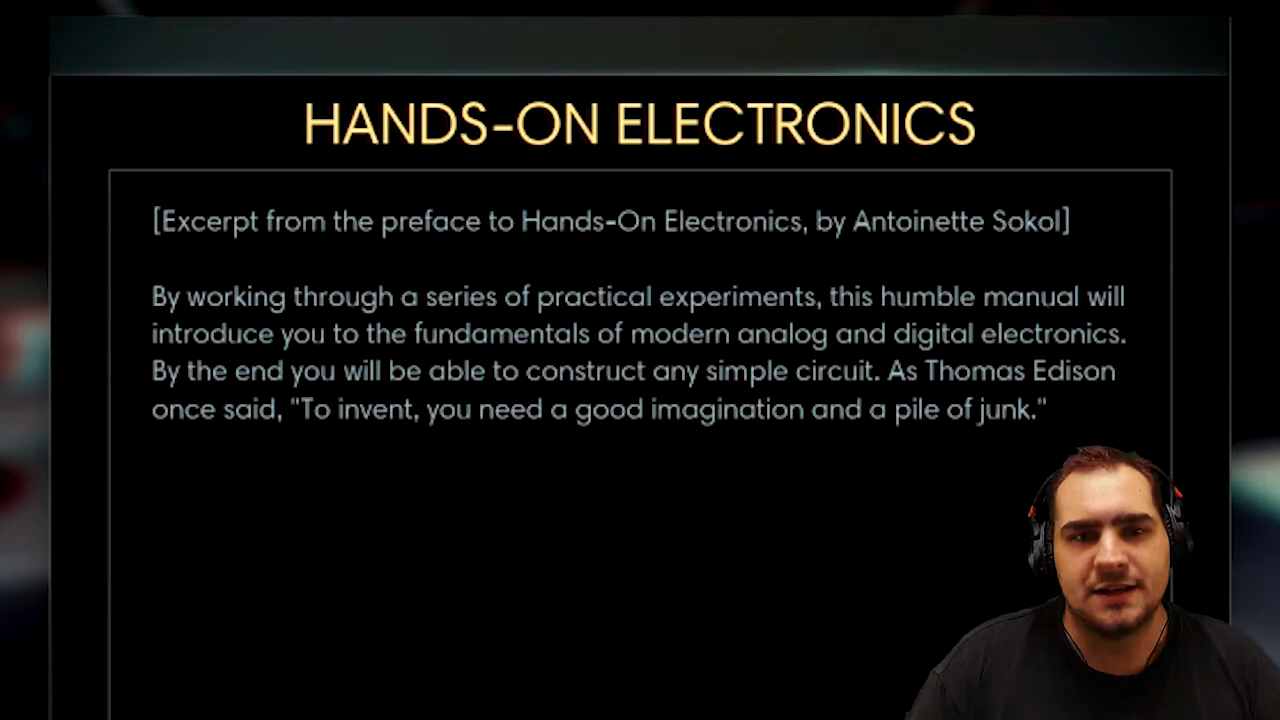 HANDS-ON ELECTRONICS
[Excerpt from the preface to Hands-On Electronics, by Antoinette Sokol]
By working through a series of practical experiments, this humble manual will
introduce you to the fundamentals of modern analog and digital electronics.
By the end you will be able to construct any simple circuit. As Thomas Edison
once said, "To invent, you need a good imagination and a pile of junk."